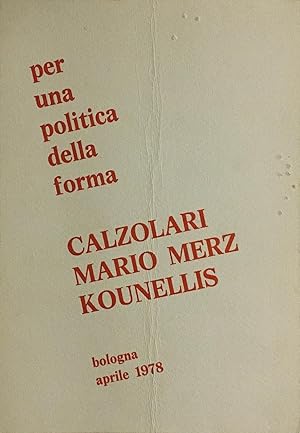 per
una
politica
della
forma
CALZOLARI
MARIO MERZ
KOUNELLIS
bologna
aprile 1978